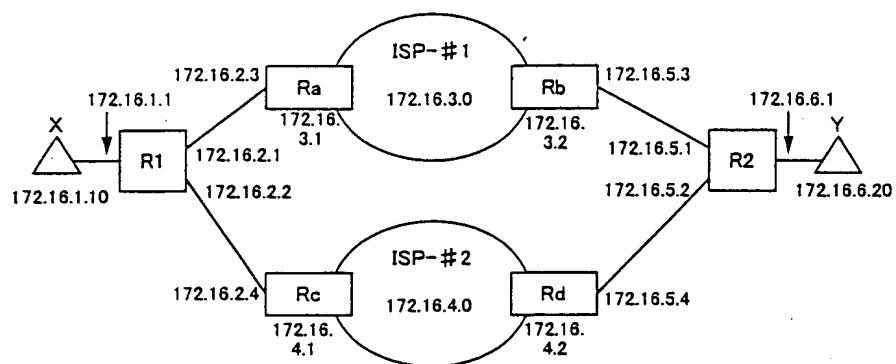 ISP-#1
172.16.2.3
Ra
172.16.3.0
Rb
172.16.5.3
172.16.1.1
172.16.6.1
172.16.
3.1
172.16.
3.2
X
Y
R1
172.16.2.1
172.16.5.1
R2
172.16.1.10
172.16.2.2
172.16.5.2
172.16.6.20
ISP-#2
172.16.2.4
Rc
172.16.4.0
Rd
172.16.5.4
172.16.
4.1
172.16.
4.2